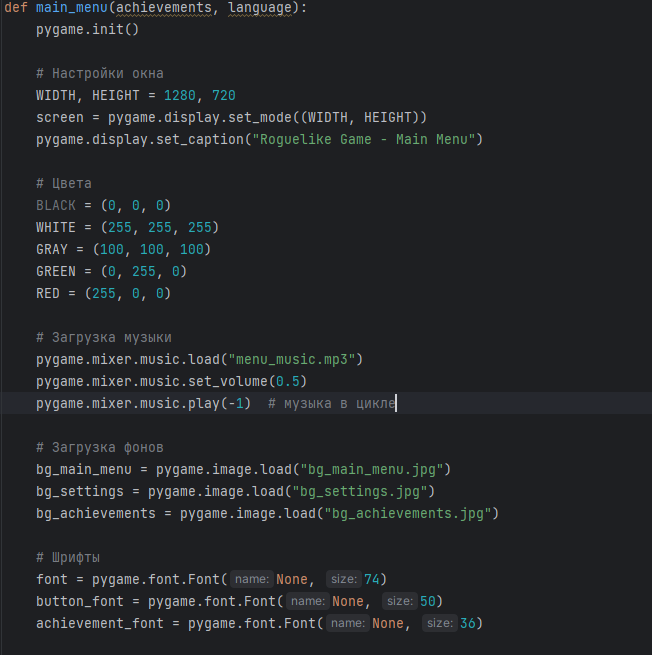 def main_menu(achievements, language):
pygame.init()
# Настройки окна
WIDTH, HEIGHT = 1280, 720
screen = pygame.display.set_mode((WIDTH, HEIGHT))
pygame.display.set_caption("Roguelike Game - Main Menu")
# Цвета
BLACK = (0, 0, 0)
WHITE = (255, 255, 255)
GRAY = (100, 100, 100)
GREEN = (0, 255, 0)
RED = (255, 0, 0)
# Загрузка музыки
pygame.mixer.music.load("menu_music.mp3")
pygame.mixer.music.set_volume(0.5)
pygame.mixer.music.play(-1)  # музыка в цикле
# Загрузка фонов
bg_main_menu = pygame.image.load("bg_main_menu.jpg")
bg_settings = pygame.image.load("bg_settings.jpg")
bg_achievements = pygame.image.load("bg_achievements.jpg")
# Шрифты
font = pygame.font.Font( name: None,  size: 74)
button_font = pygame.font.Font( name: None,  size: 50)
achievement_font = pygame.font.Font( name: None,  size: 36)